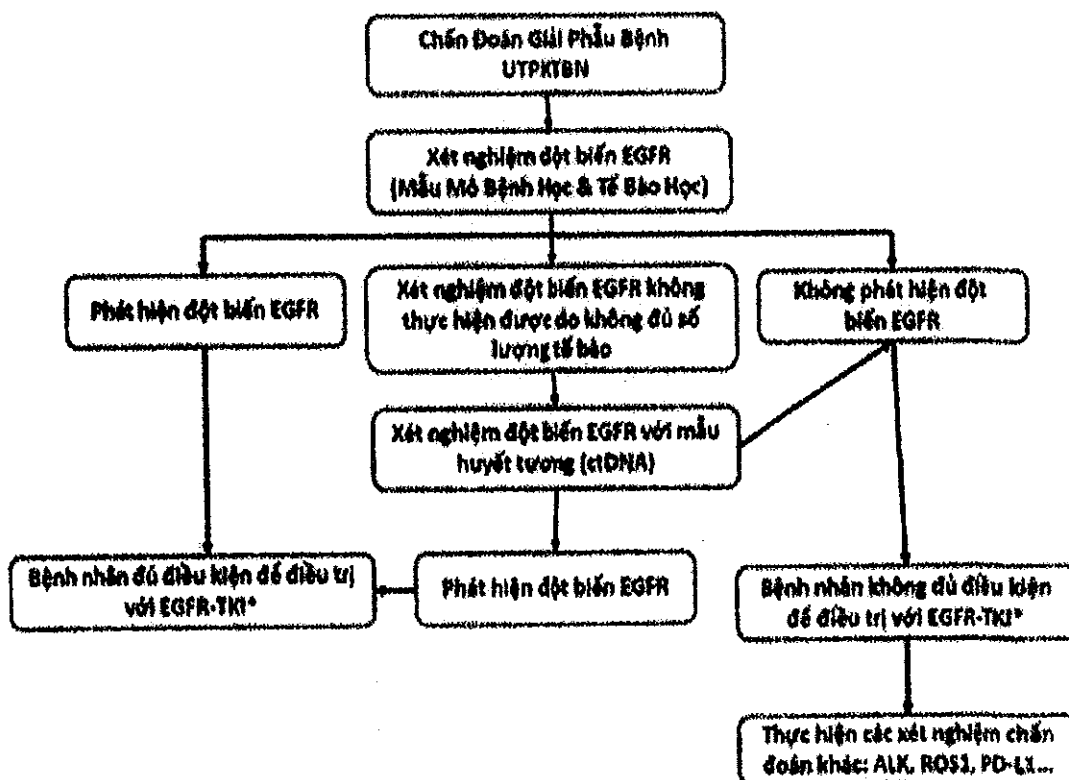 Chẩn Đoán Giải Phẫu Bệnh
UTPKTBN
Xét nghiệm đột biến EGFR
(Mẫu Mô Bệnh Học & Tế Bào Học)
Phát hiện đột biến EGFR
Xét nghiệm đột biến EGFR không
thực hiện được do không đủ số
lượng tế bào
Không phát hiện đột
biến EGFR
Xét nghiệm đột biến EGFR với mẫu
huyết tương (ctDNA)
Bệnh nhân đủ điều kiện để điều trị
với EGFR-TKI*
Phát hiện đột biến EGFR
Bệnh nhân không đủ điều kiện
để điều trị với EGFR-TKI*
Thực hiện các xét nghiệm chẩn
đoán khác: ALK, ROS1, PD-L1...